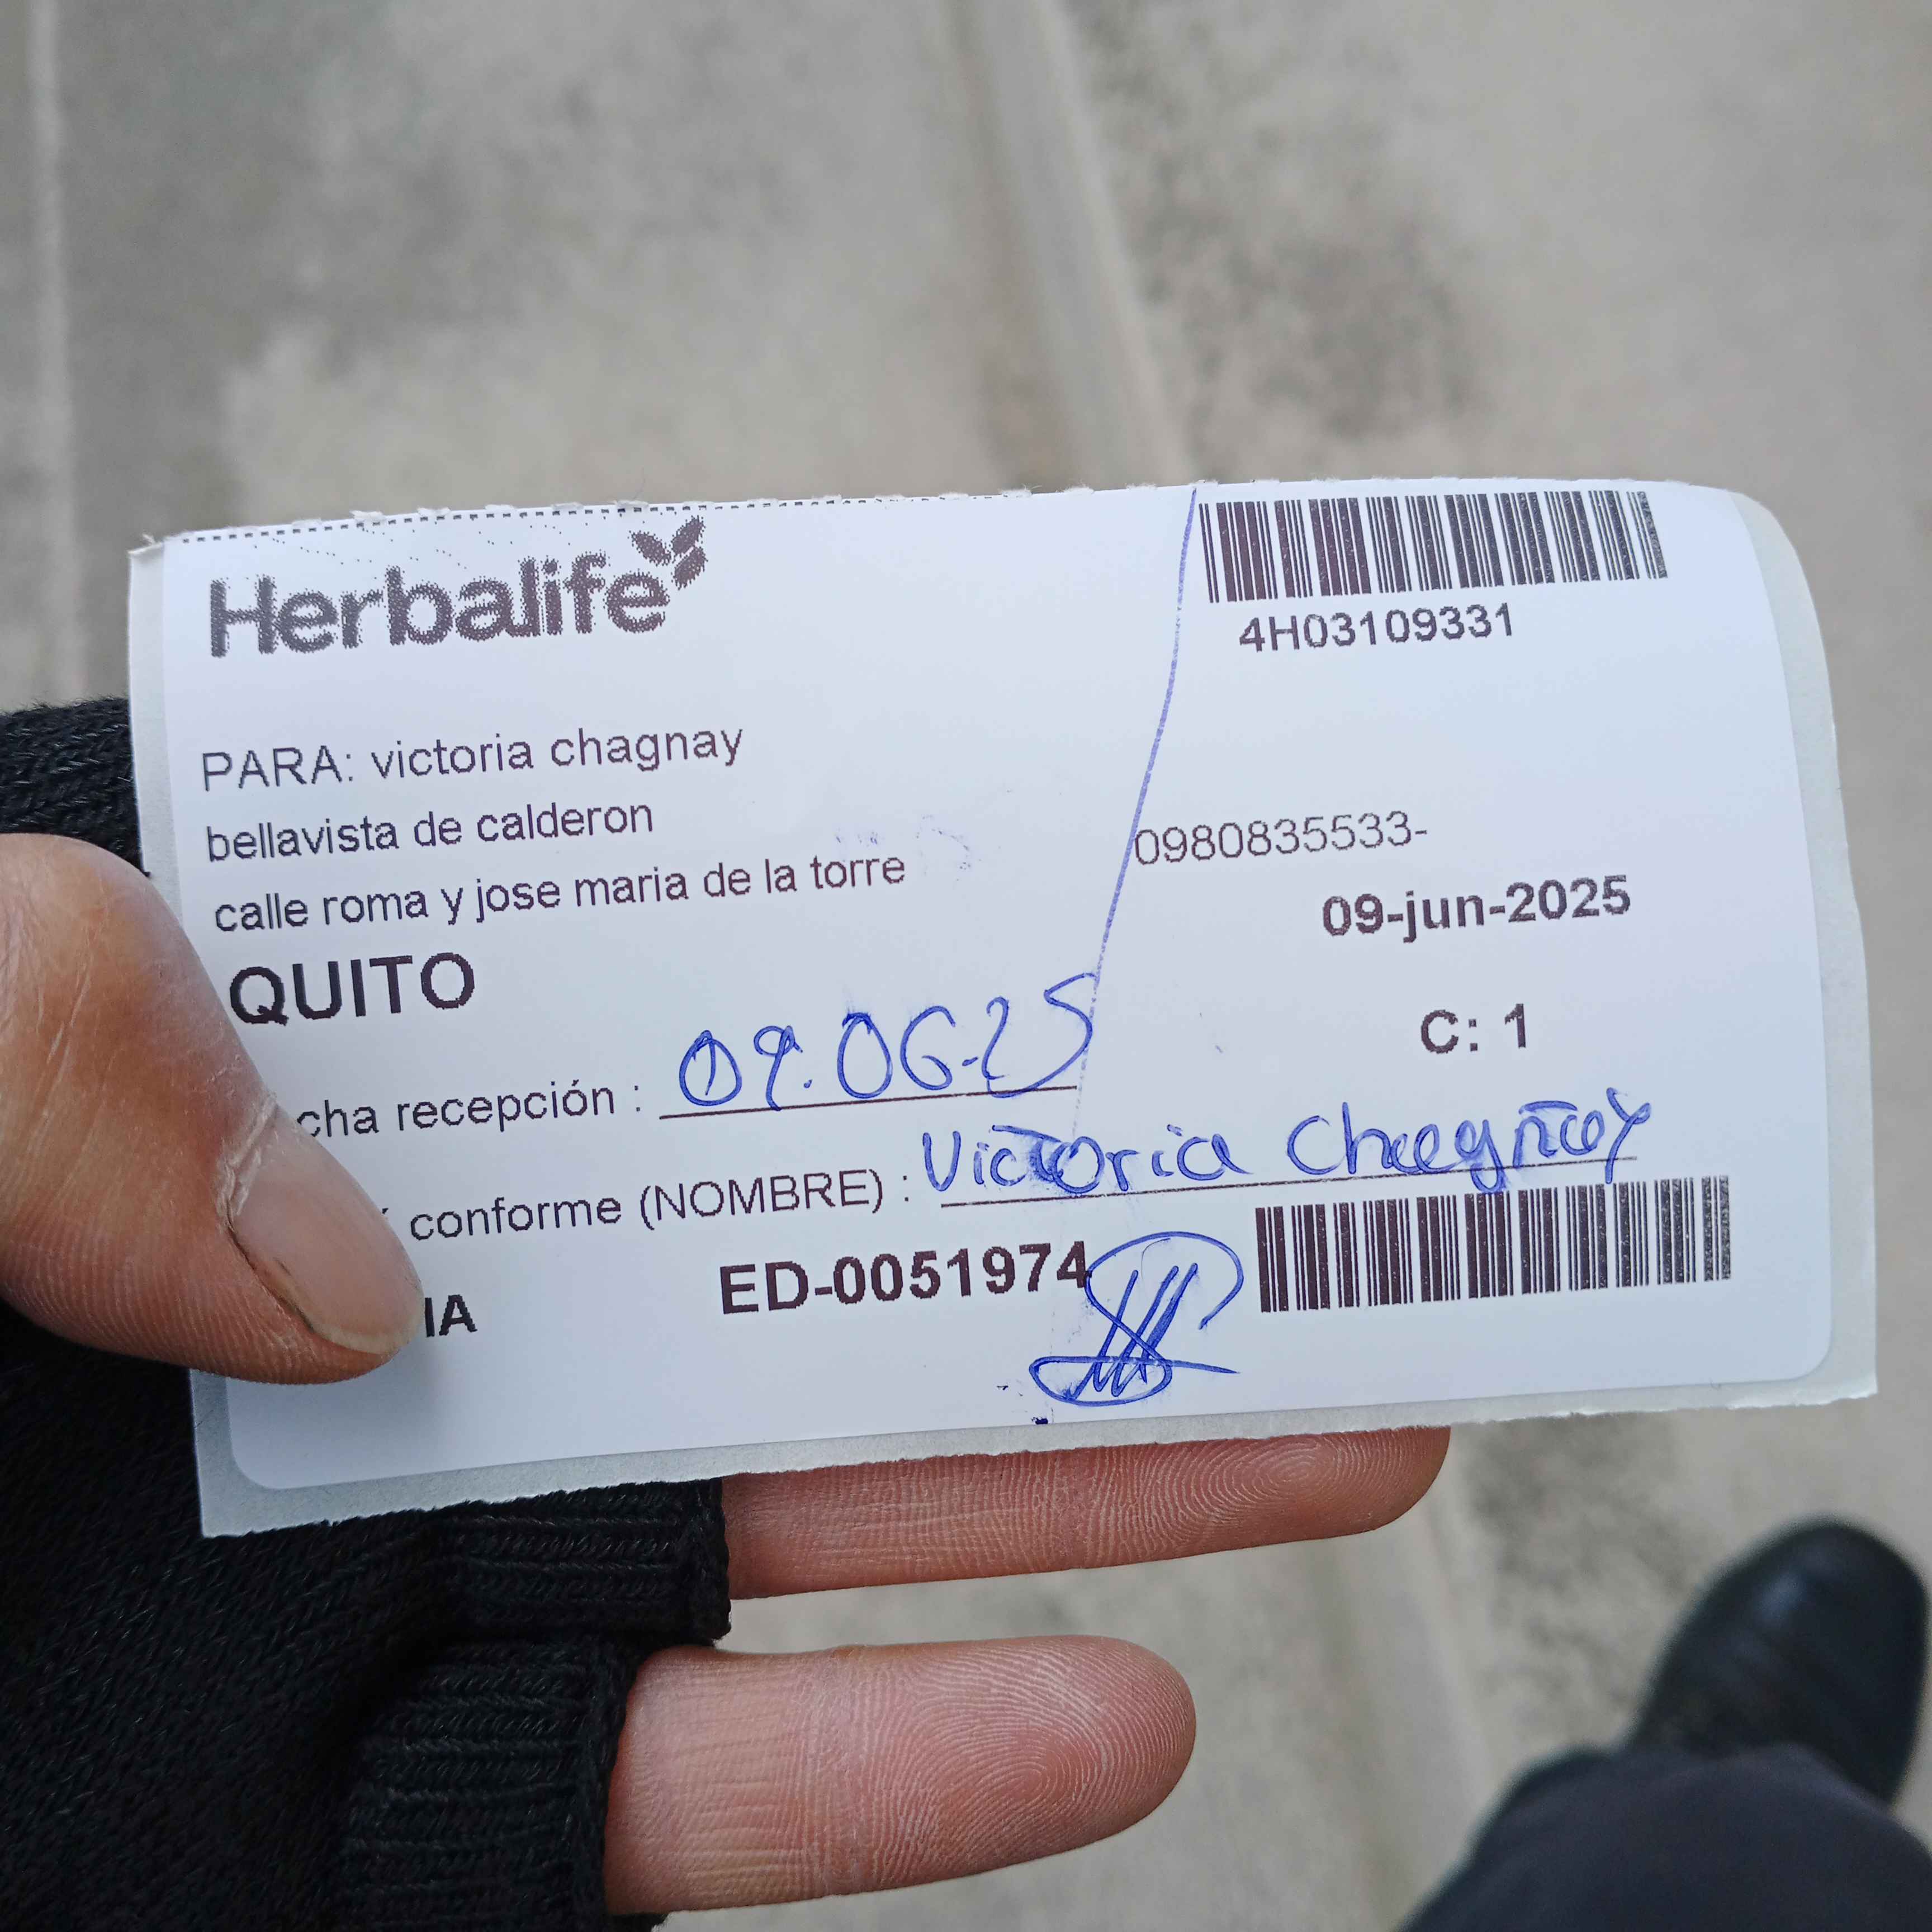 Herbalife
4H03109331
PARA: victoria chagnay
bellavista de calderon
0980835533-
calle roma y jose maria de la torre
09-jun-2025
QUITO
C: 1
cha recepción : 09.06-25
conforme (NOMBRE) : Victoria Chagñay
IA ED-0051974